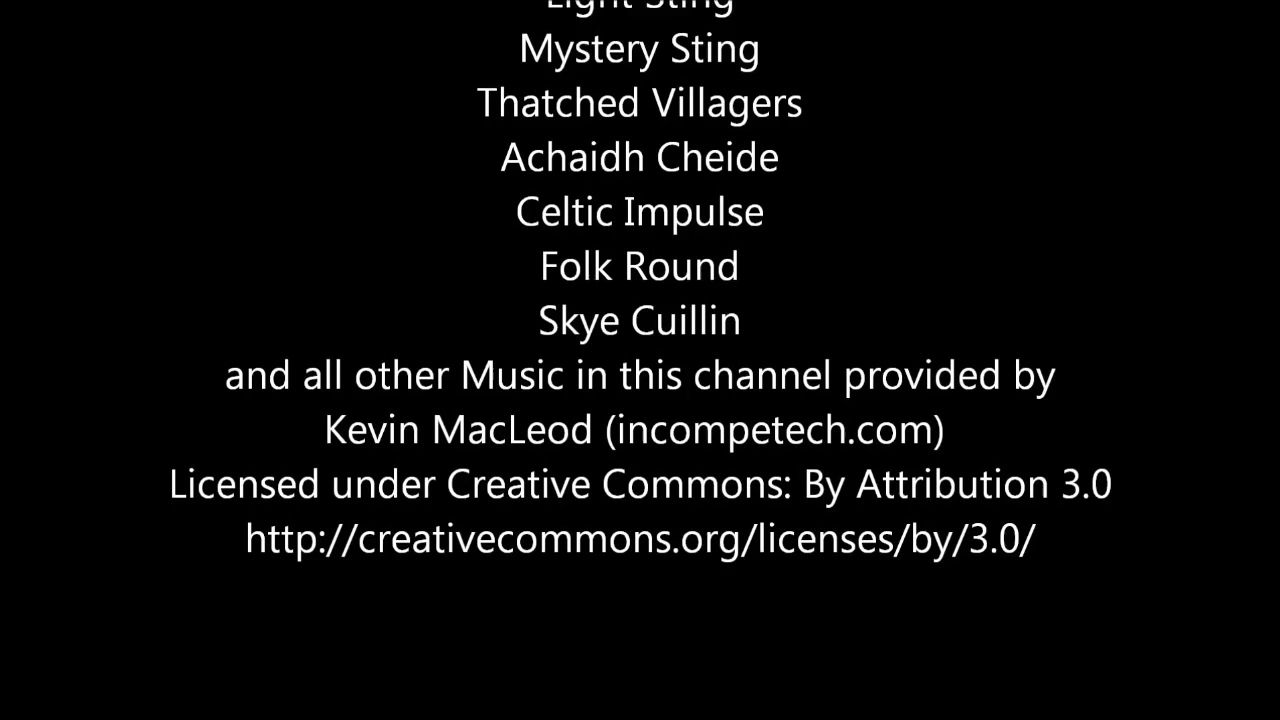 Light Sting
Mystery Sting
Thatched Villagers
Achaidh Cheide
Celtic Impulse
Folk Round
Skye Cuillin
and all other Music in this channel provided by
Kevin MacLeod (incompetech.com)
Licensed under Creative Commons: By Attribution 3.0
http://creativecommons.org/licenses/by/3.0/